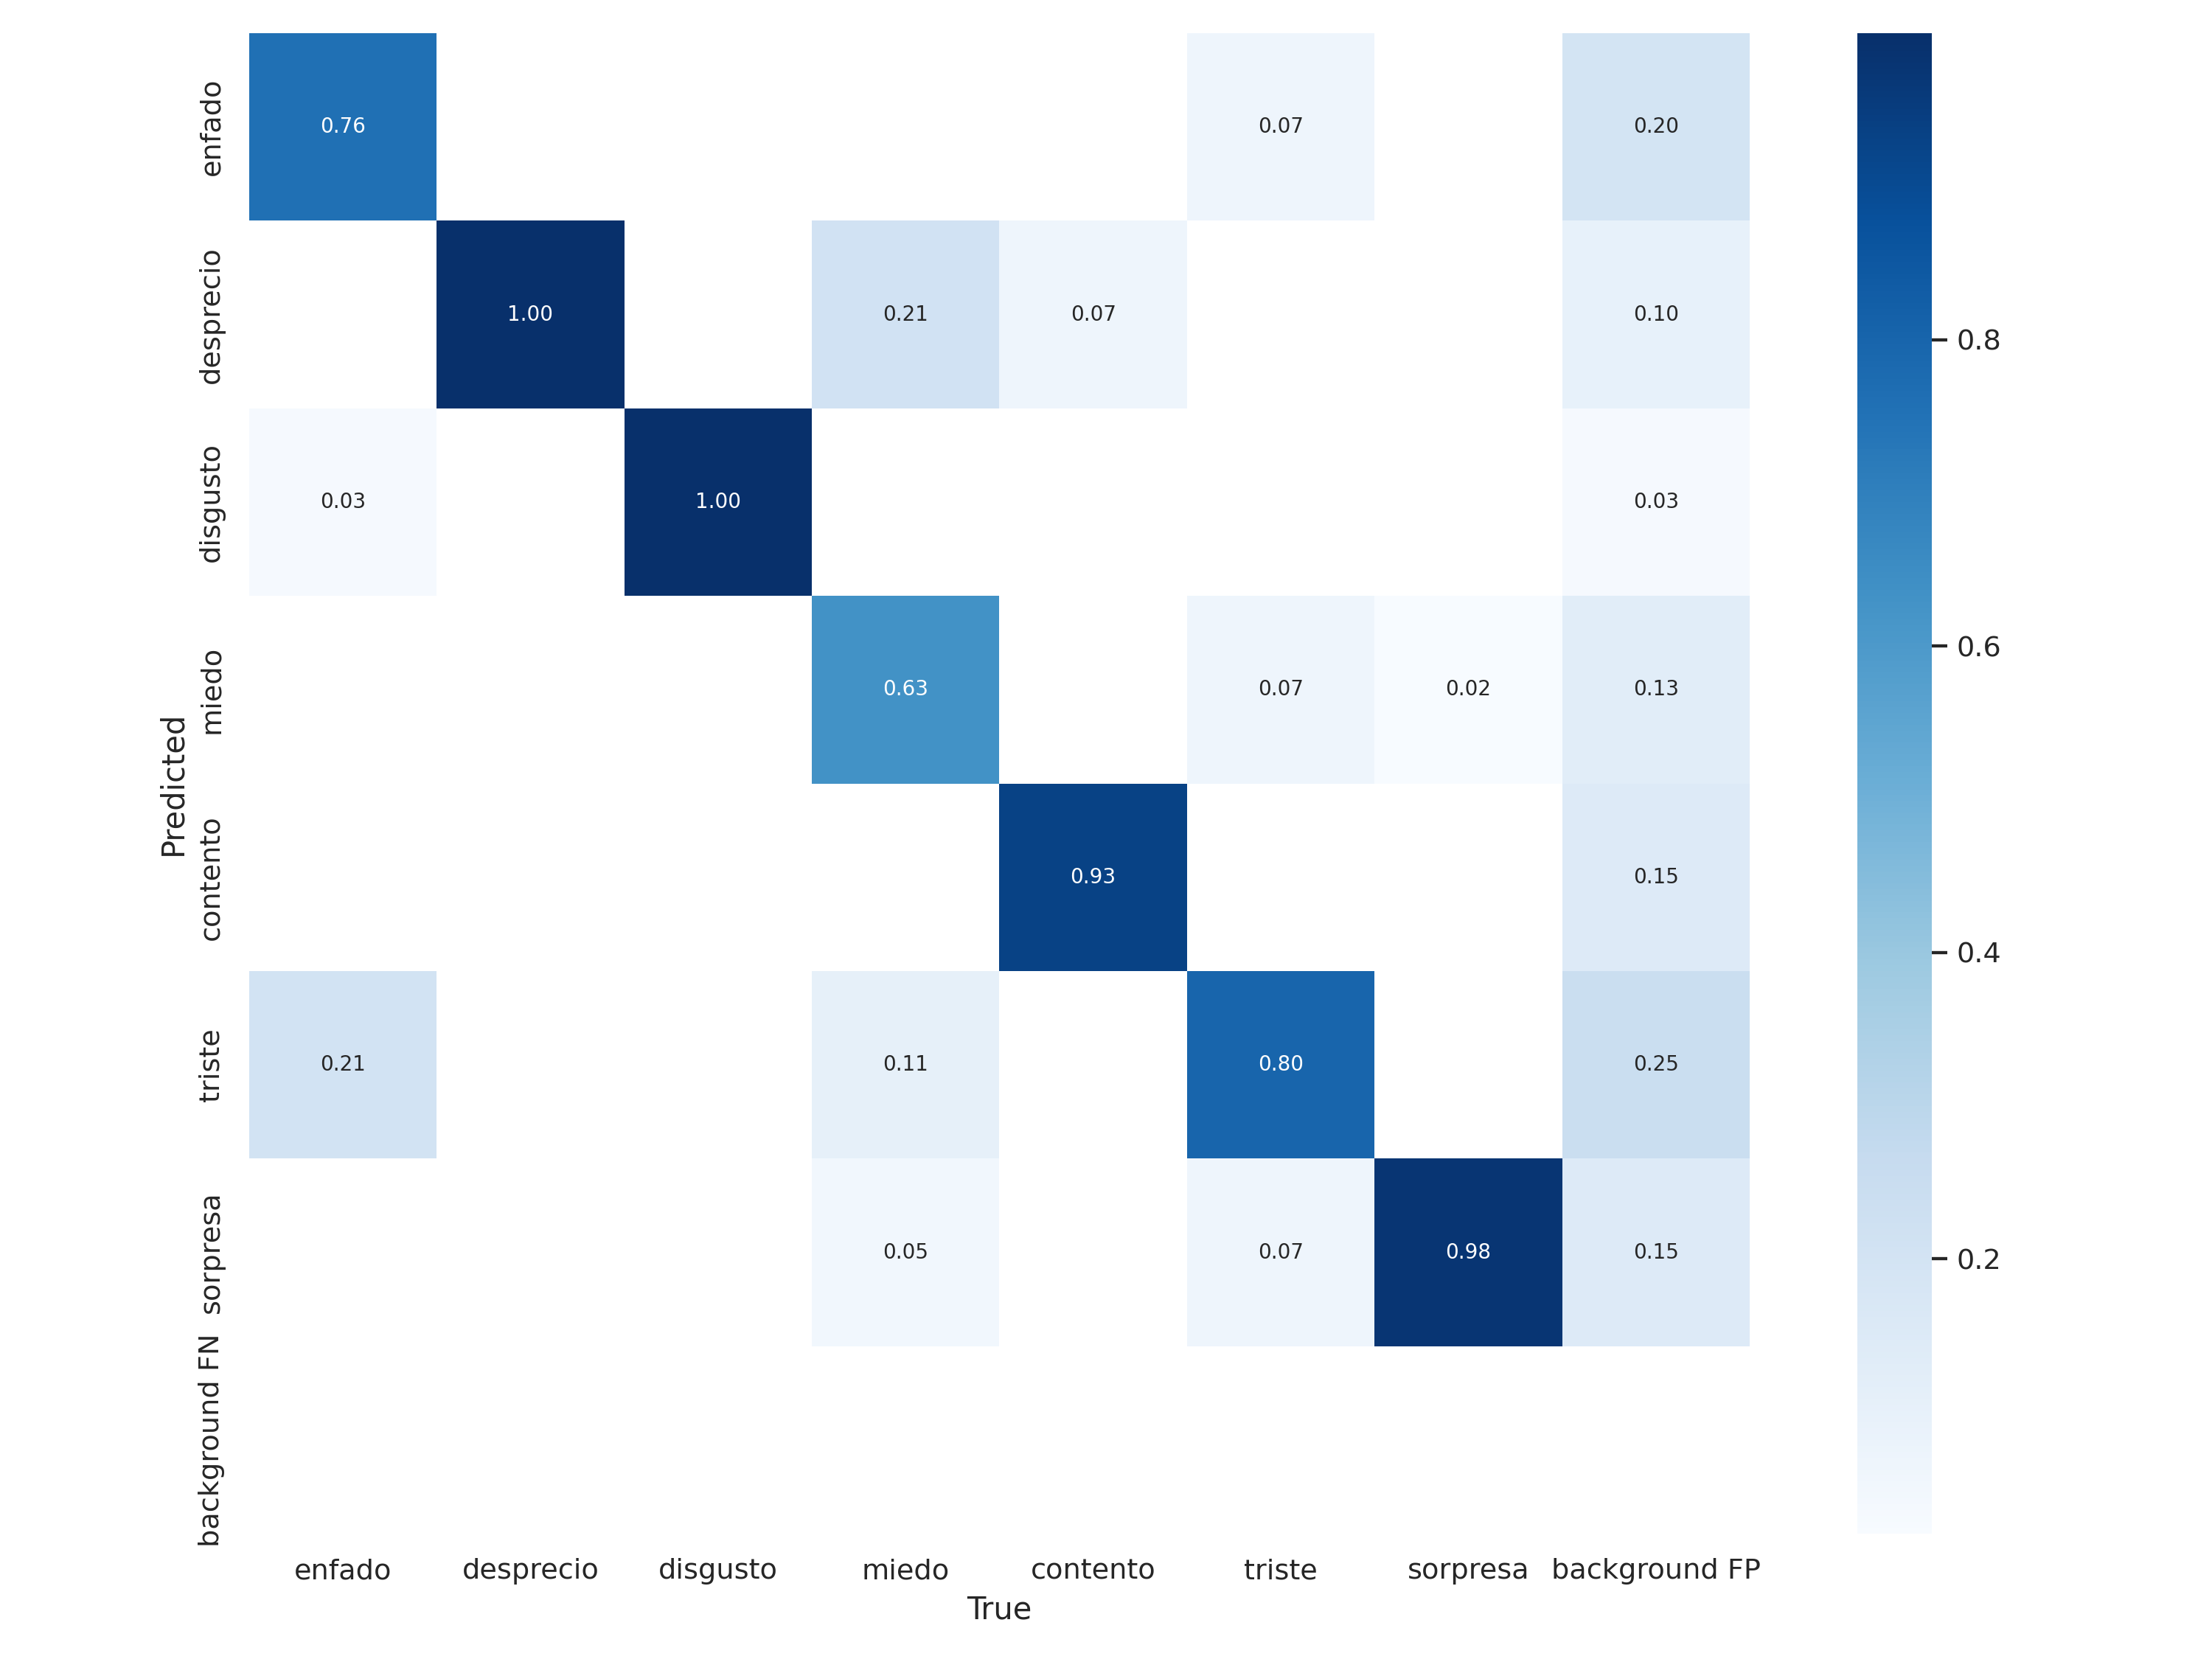 enfado 0.76 0.07 0.20
desprecio 1.00 0.21 0.07 0.10
0.8
disgusto 0.03 1.00 0.03
0.6
miedo 0.63 0.07 0.02 0.13
Predicted
contento 0.93 0.15
0.4
triste 0.21 0.11 0.80 0.25
sorpresa 0.05 0.07 0.98 0.15
0.2
background FN
enfado desprecio disgusto miedo contento triste sorpresa background FP
True